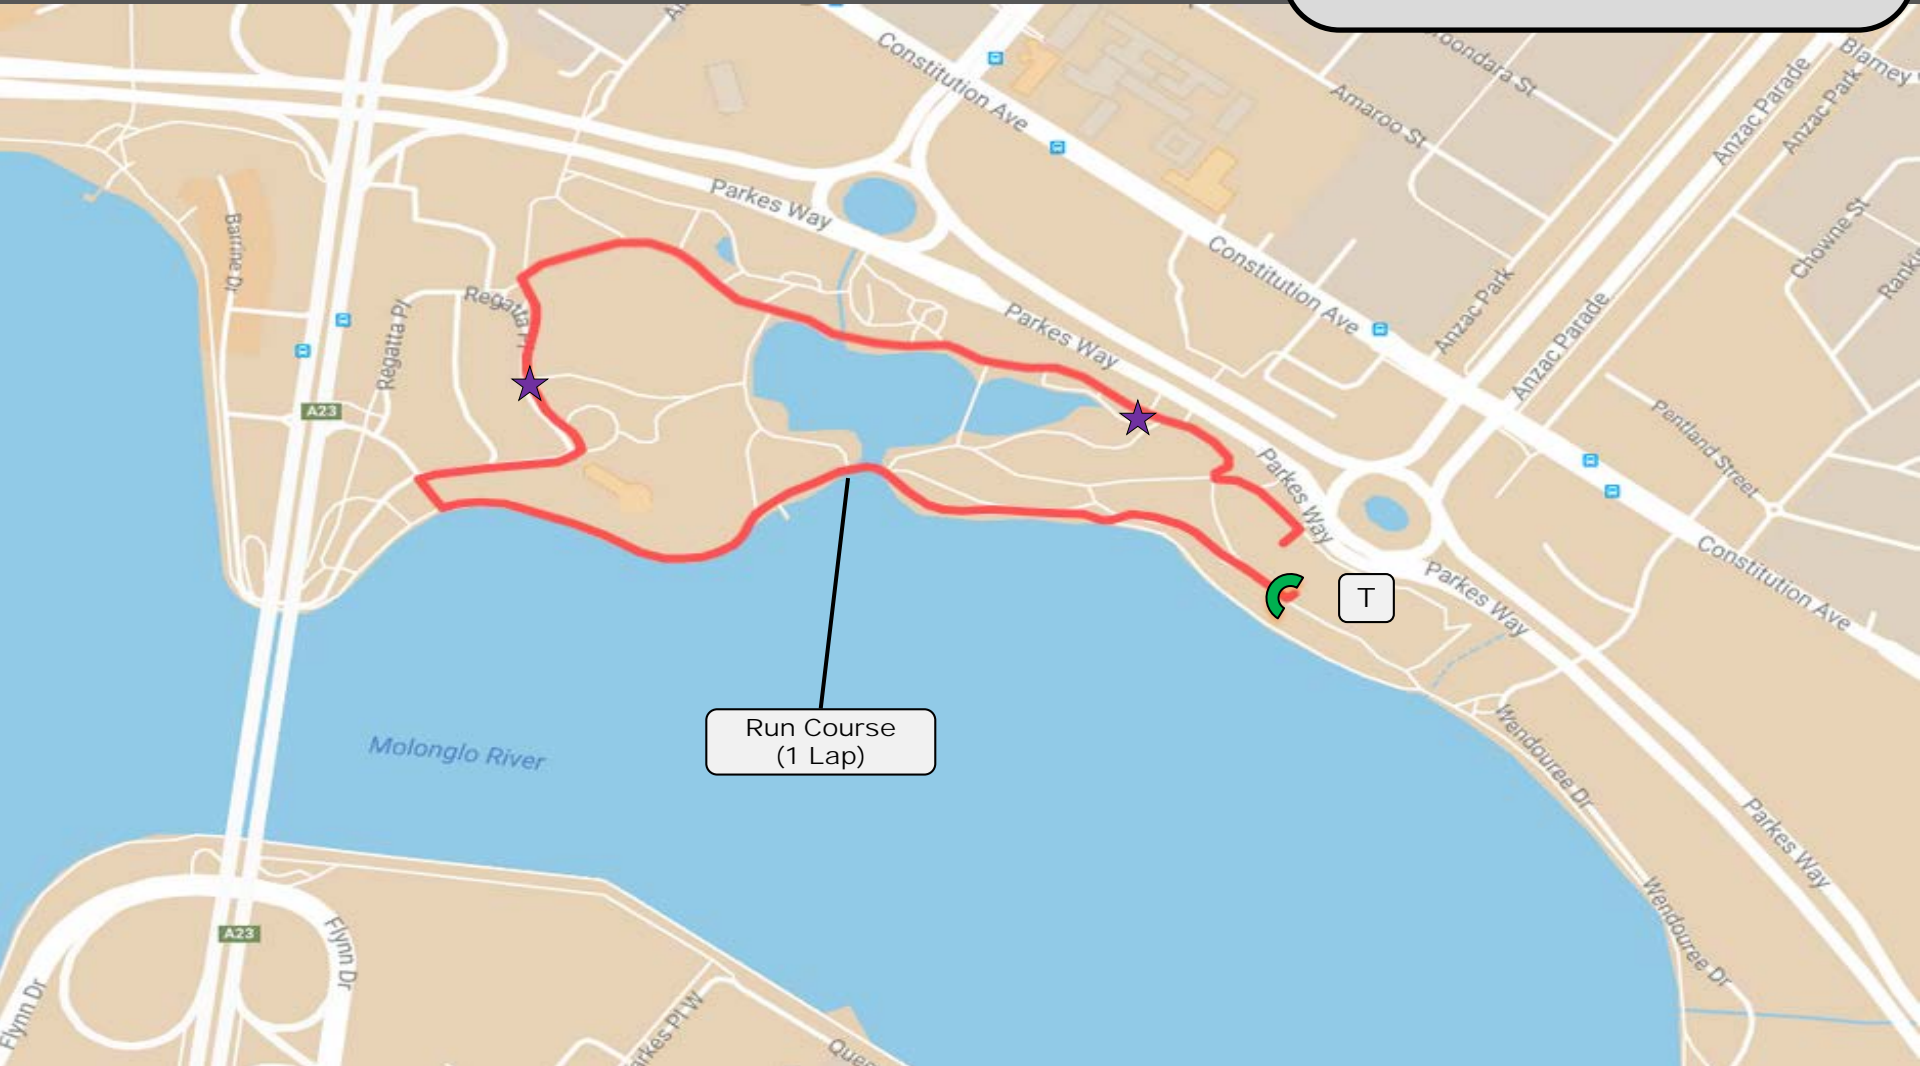 Constitution Ave
Amaroo St
Anzac Parade
Anzac Park
Blarney
Parkes Way
Barrine Dr
Chowne St
Constitution Ave
Regatta Pl
Regatta Pl
Anzac Park
Anzac Parade
Parkes Way
A23
Pentland Street
Parkes Way
Constitution Ave
Parkes Way
T
Run Course
(1 Lap)
Molonglo River
Wendouree Dr
Parkes Way
A23
Flynn Dr
Wendouree Dr
Flynn Dr